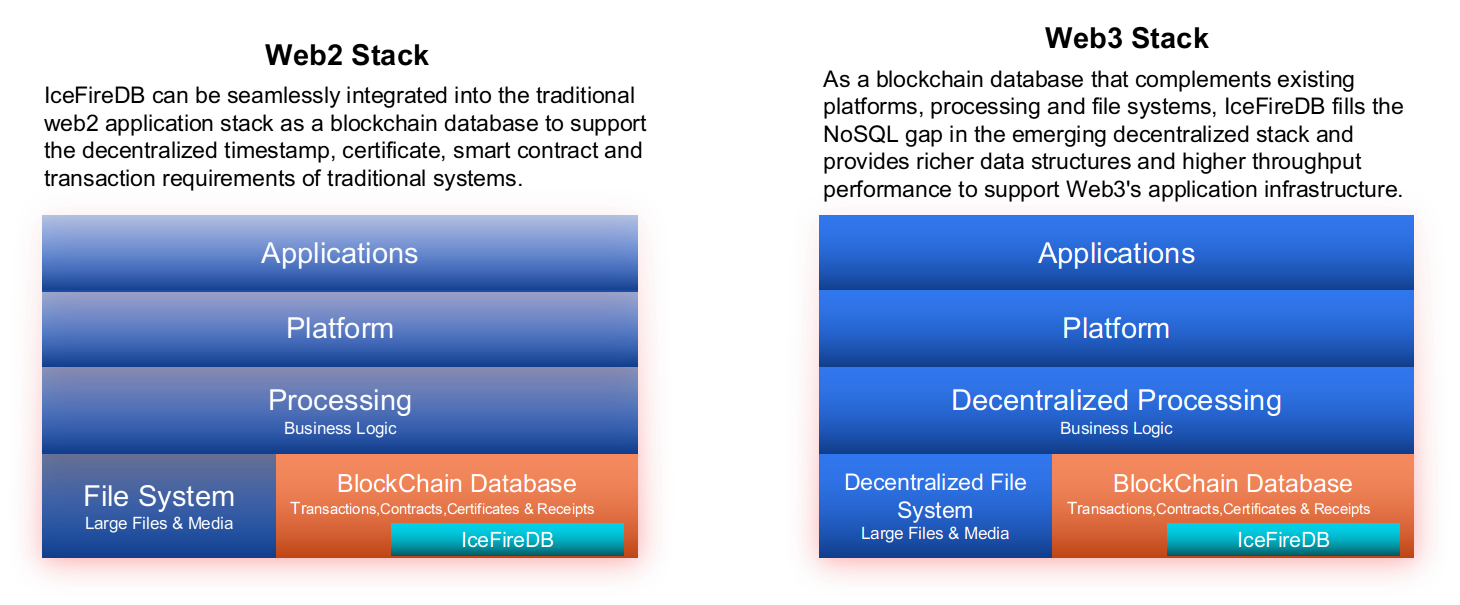 Web2 Stack
IceFireDB can be seamlessly integrated into the traditional
web2 application stack as a blockchain database to support
the decentralized timestamp, certificate, smart contract and
transaction requirements of traditional systems.
Applications
Platform
Processing
Business Logic
File System
Large Files & Media
BlockChain Database
Transactions,Contracts,Certificates & Receipts
IceFireDB
Web3 Stack
As a blockchain database that complements existing
platforms, processing and file systems, IceFireDB fills the
NoSQL gap in the emerging decentralized stack and
provides richer data structures and higher throughput
performance to support Web3's application infrastructure.
Applications
Platform
Decentralized Processing
Business Logic
Decentralized File
System
Large Files & Media
BlockChain Database
Transactions,Contracts,Certificates & Receipts
IceFireDB